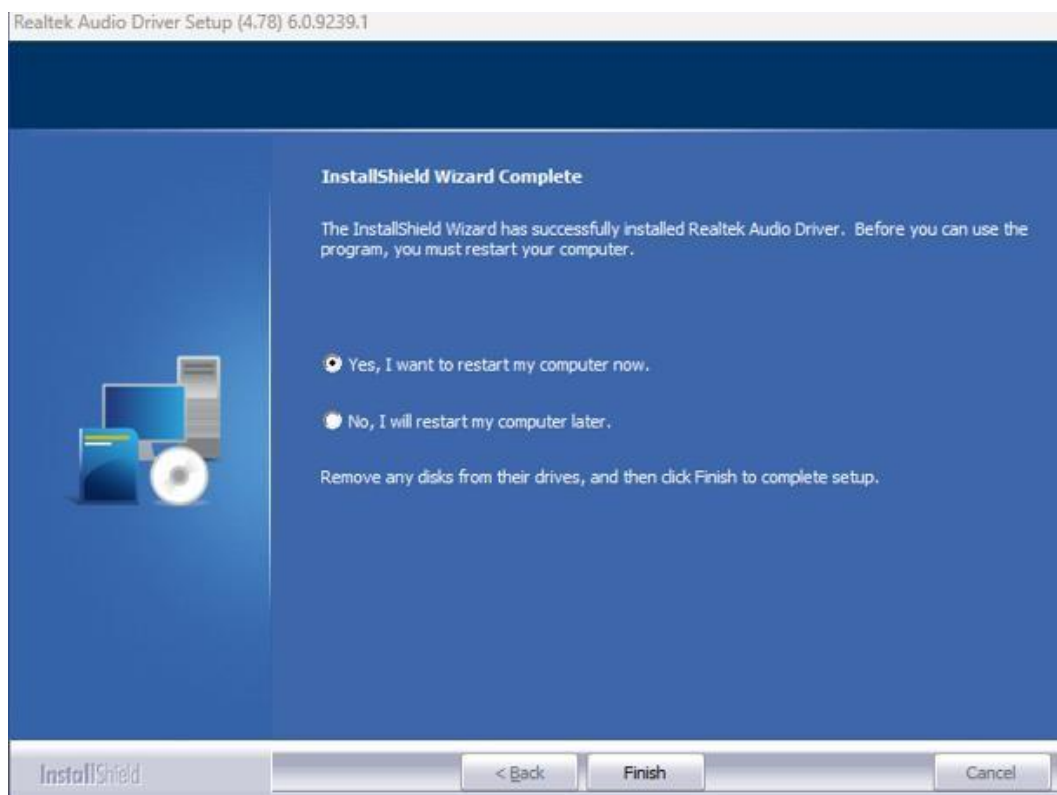 Realtek Audio Driver Setup (4.78) 6.0.9239.1
InstallShield Wizard Complete
The InstallShield Wizard has successfully installed Realtek Audio Driver.  Before you can use the
program, you must restart your computer.
Yes, I want to restart my computer now.
No, I will restart my computer later.
Remove any disks from their drives, and then click Finish to complete setup.
InstallShield
< Back
Finish
Cancel